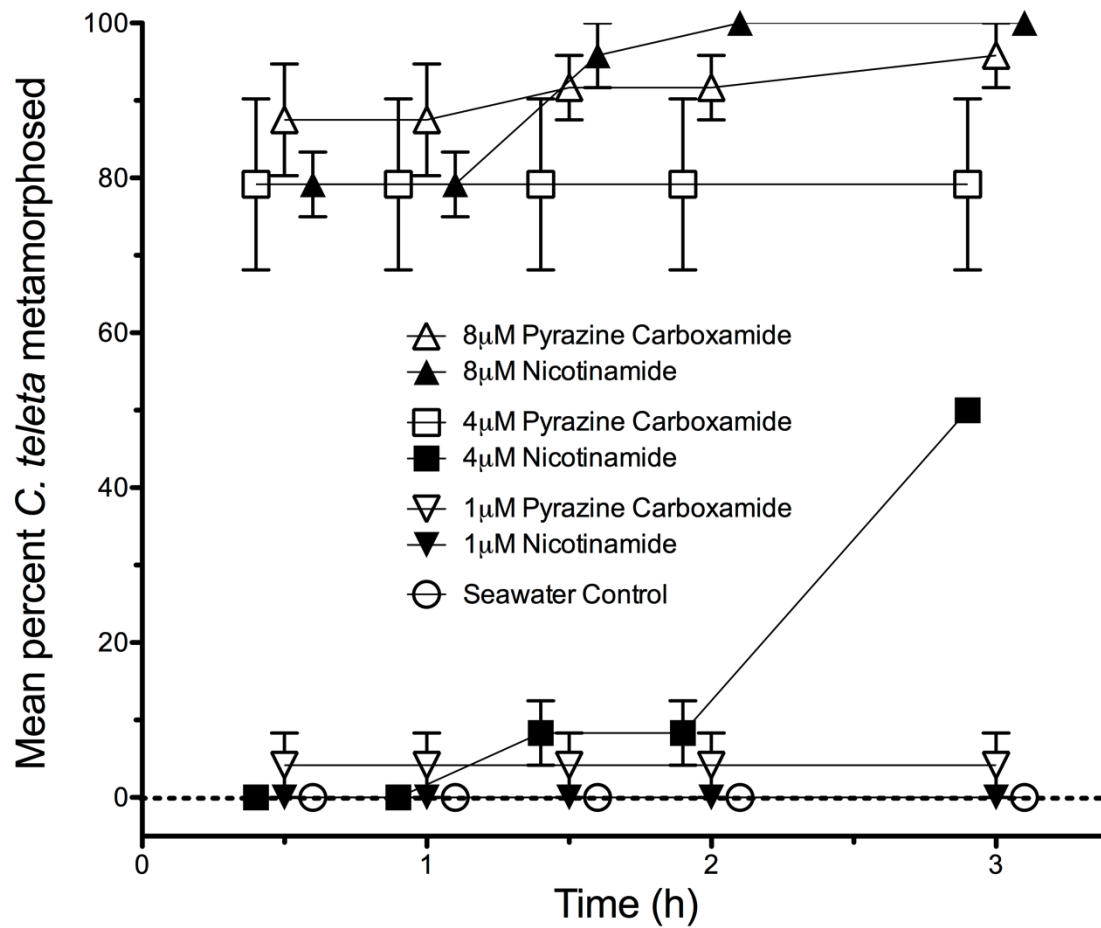 Mean percent C. teleta metamorphosed
100
80
60
40
20
0
8μM Pyrazine Carboxamide
8μM Nicotinamide
4μM Pyrazine Carboxamide
4μM Nicotinamide
1μM Pyrazine Carboxamide
1μM Nicotinamide
Seawater Control
0 1 2 3
Time (h)